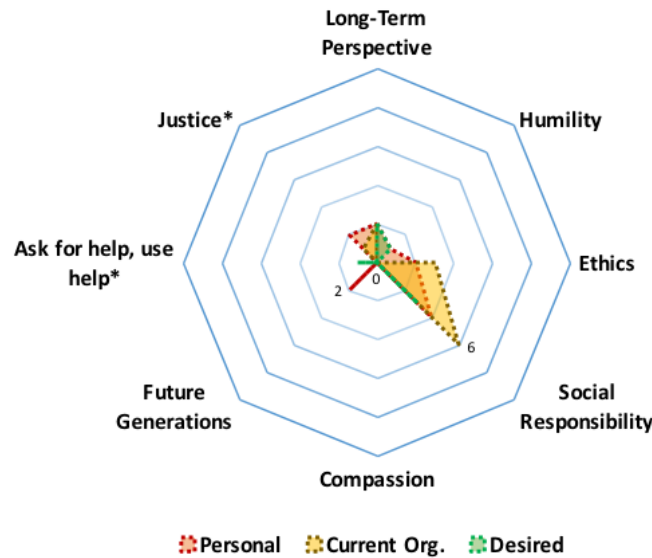 Long-Term
Perspective
Justice*
Humility
Ask for help, use
help*
Ethics
0
2
6
Future
Generations
Social
Responsibility
Compassion
Personal
Current Org.
Desired